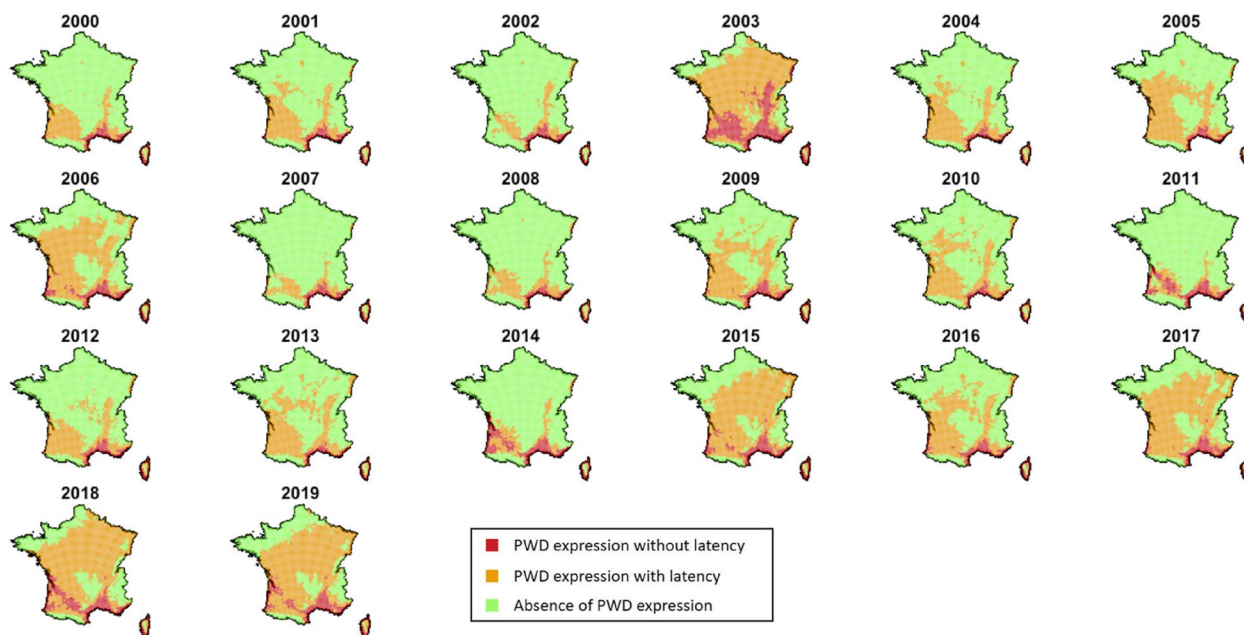 2000 2001 2002 2003 2004 2005
2006 2007 2008 2009 2010 2011
2012 2013 2014 2015 2016 2017
2018 2019
PWD expression without latency
PWD expression with latency
Absence of PWD expression